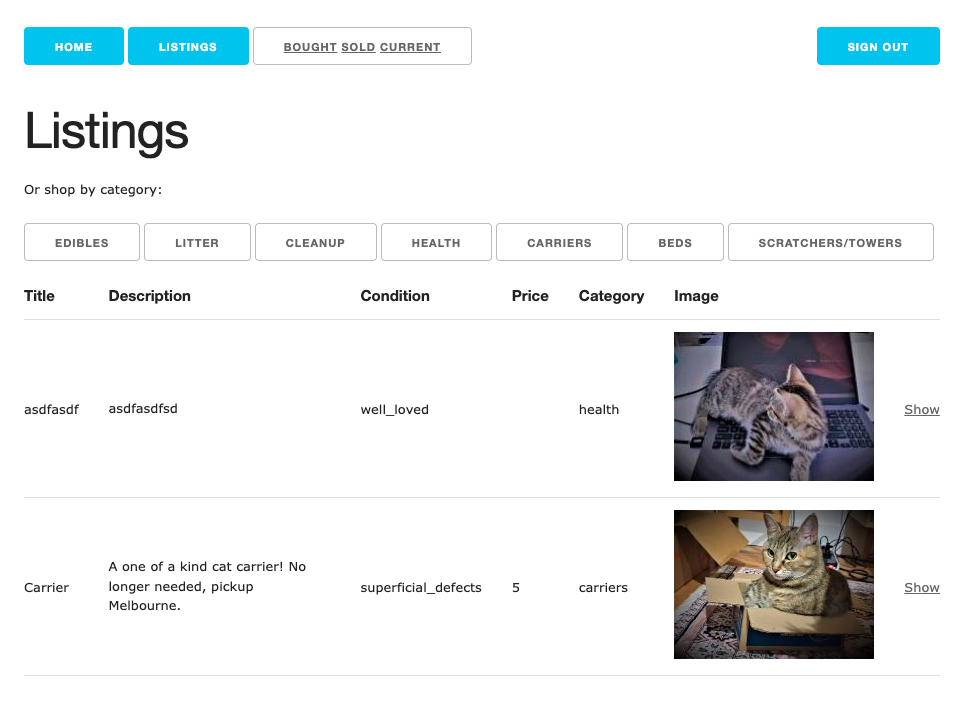 HOME LISTINGS BOUGHT SOLD CURRENT SIGN OUT
Listings
Or shop by category:
EDIBLES LITTER CLEANUP HEALTH CARRIERS BEDS SCRATCHERS/TOWERS
Title Description Condition Price Category Image
asdfasdf asdfasdfsd well_loved health Show
A one of a kind cat carrier! No
longer needed, pickup
Carrier superficial_defects 5 carriers Show
Melbourne.